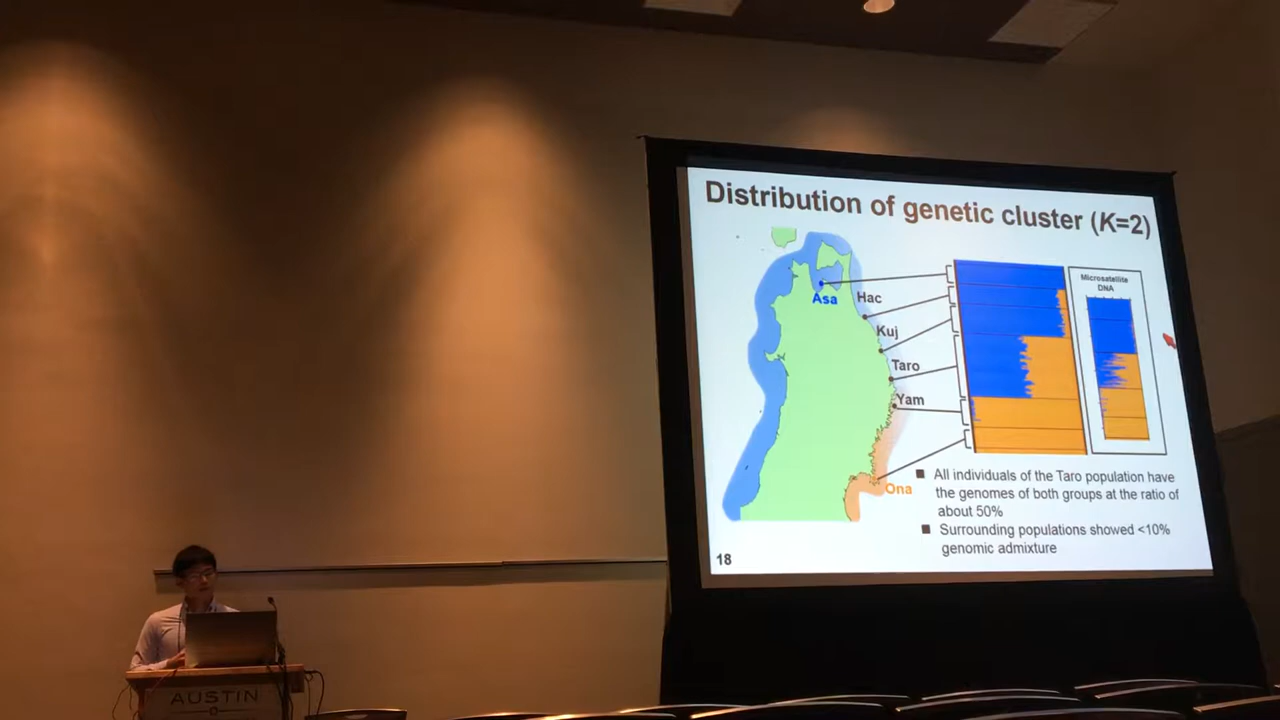 Distribution of genetic cluster (K=2)
Microsatellite
DNA
Asa
Hac
Kuj
Taro
Yam
Ona
■ All individuals of the Taro population have
the genomes of both groups at the ratio of
about 50%
■ Surrounding populations showed <10%
genomic admixture
18
AUSTIN